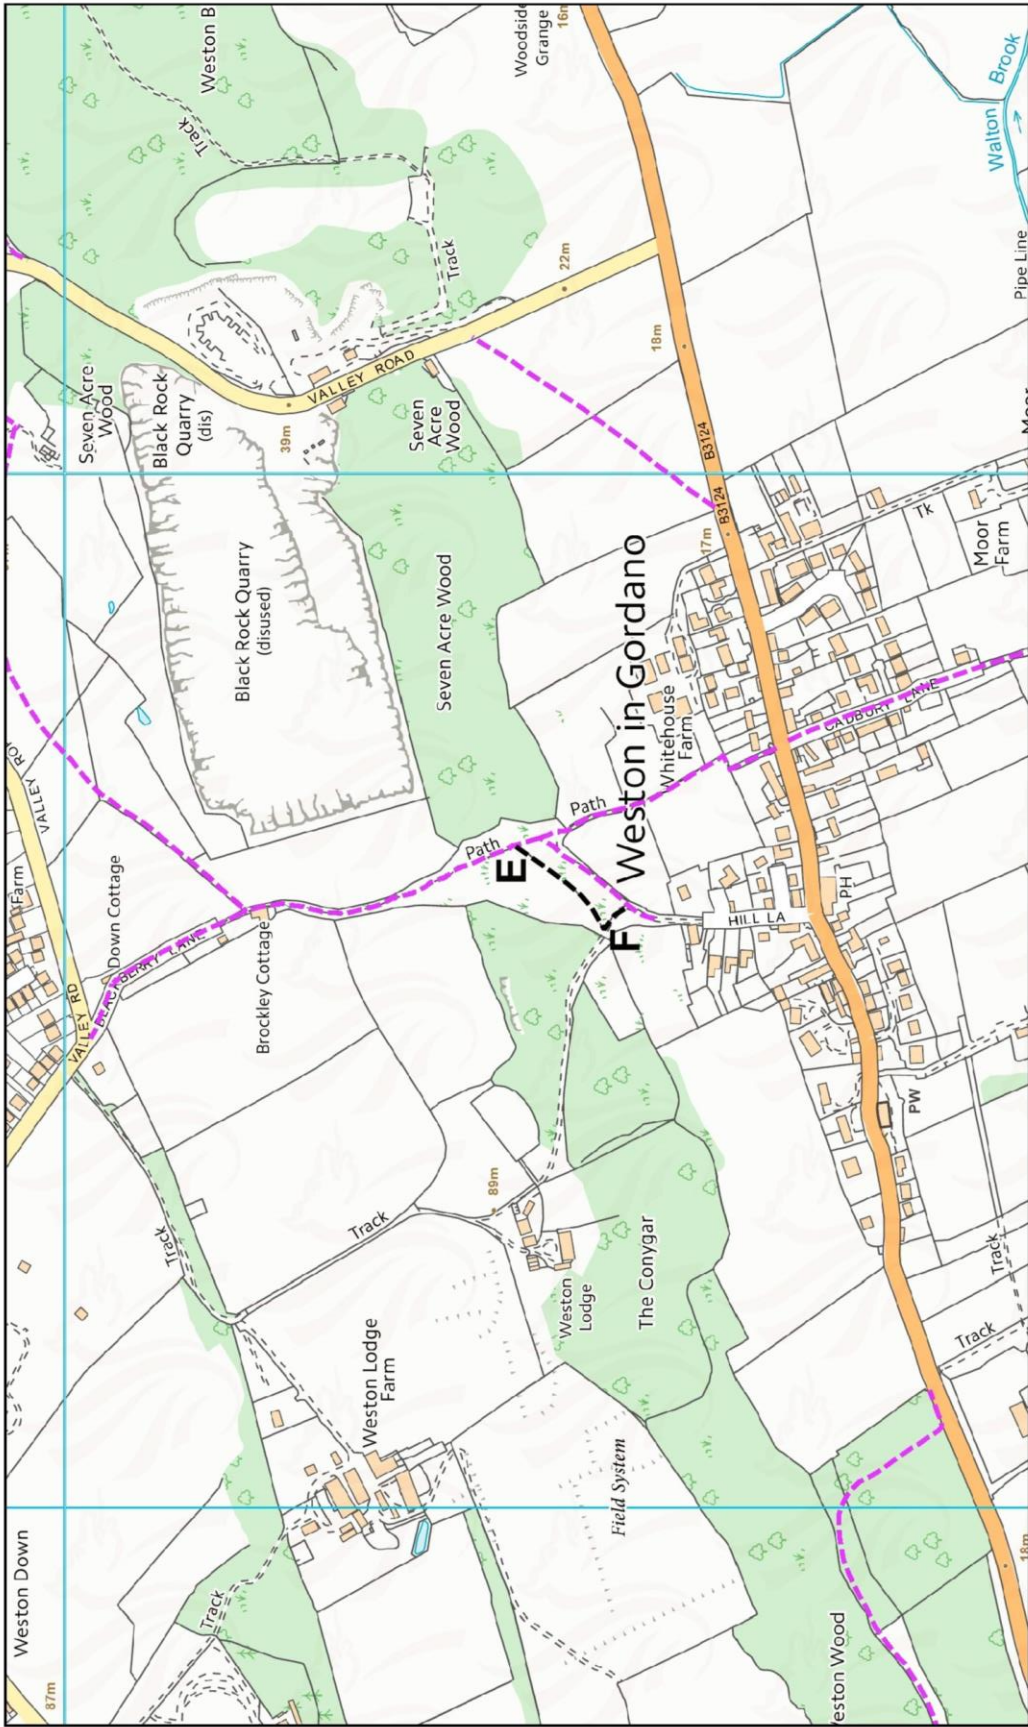 Weston Down
87m
Farm
VALLEY RO
VALLEY RD
BLACKBERRY LANE
Down Cottage
Seven Acre
Wood
Track
Track
Track
Weston B
Black Rock
Quarry
(dis)
Brockley Cottage
Black Rock Quarry
(disused)
39m
Weston Lodge
Farm
Track
VALLEY ROAD
Seven
Acre
Wood
Seven Acre Wood
Track
Path
89m
E
Woodside
Grange
16m
22m
Weston
Lodge
Path
Field System
F
Weston in Gordano
The Conygar
Whitehouse
Farm
18m
17m
B3124
B3124
HILL LA
eston Wood
PH
CADBURY LANE
PW
Tk
Moor
Farm
Track
Track
Walton Brook
Pipe Line
18m